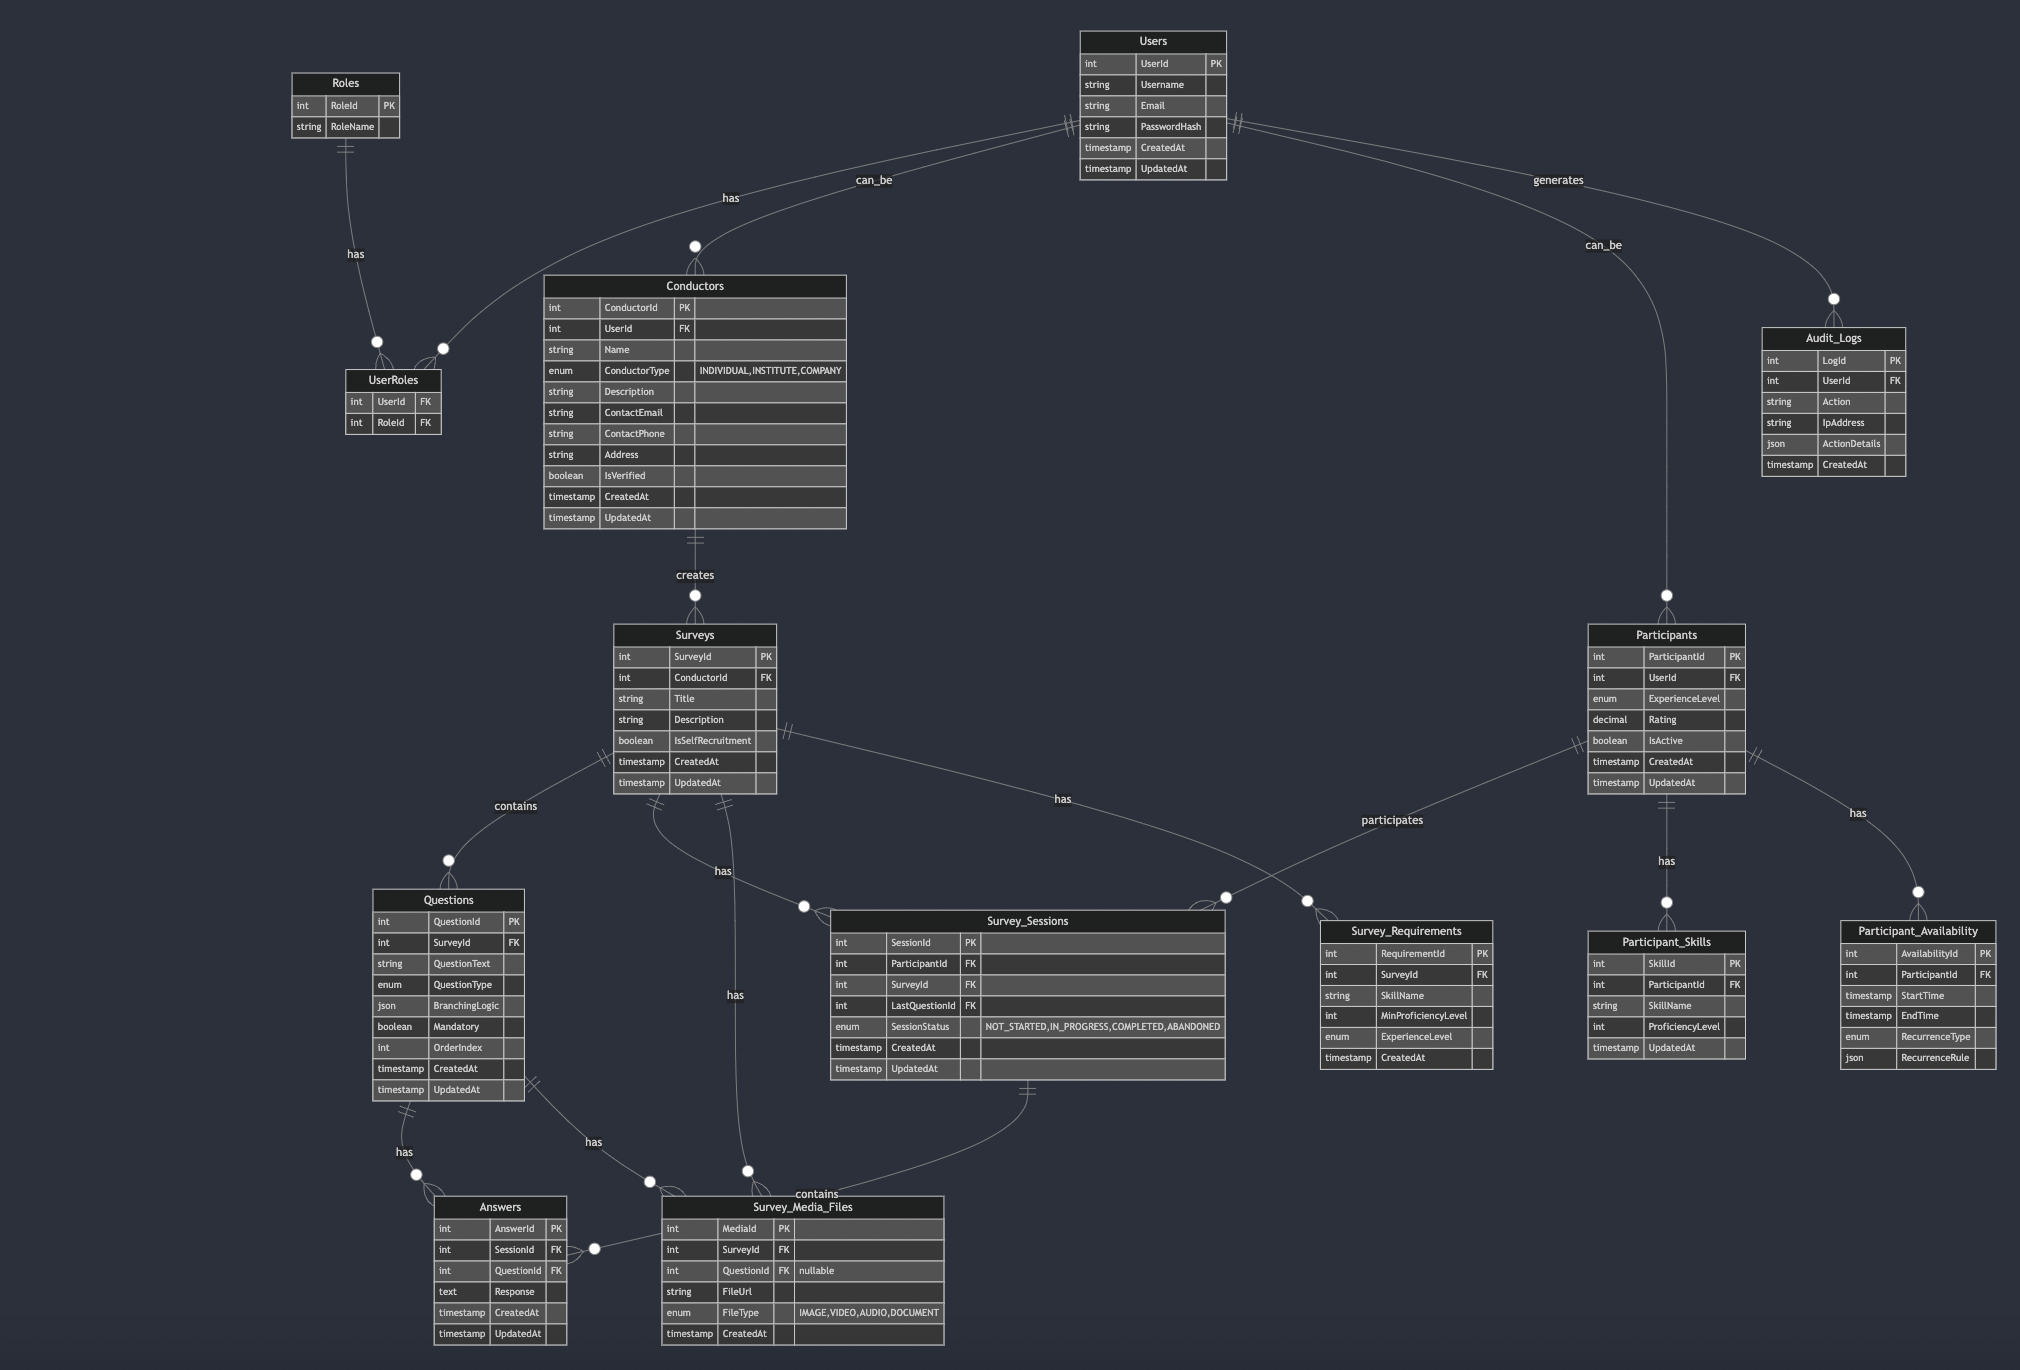 Users
int UserId PK
string Username
string Email
string PasswordHash
timestamp CreatedAt
timestamp UpdatedAt
Roles
int RoleId PK
string RoleName
has
can_be
generates
can_be
has
Conductors
int ConductorId PK
int UserId FK
string Name
enum ConductorType INDIVIDUAL,INSTITUTE,COMPANY
string Description
string ContactEmail
string ContactPhone
string Address
boolean IsVerified
timestamp CreatedAt
timestamp UpdatedAt
UserRoles
int UserId FK
int RoleId FK
Audit_Logs
int LogId PK
int UserId FK
string Action
string IpAddress
json ActionDetails
timestamp CreatedAt
creates
Surveys
int SurveyId PK
int ConductorId FK
string Title
string Description
boolean IsSelfRecruitment
timestamp CreatedAt
timestamp UpdatedAt
Participants
int ParticipantId PK
int UserId FK
enum ExperienceLevel
decimal Rating
boolean IsActive
timestamp CreatedAt
timestamp UpdatedAt
contains
has
has
has
participates
has
has
Questions
int QuestionId PK
int SurveyId FK
string QuestionText
enum QuestionType
json BranchingLogic
boolean Mandatory
int OrderIndex
timestamp CreatedAt
timestamp UpdatedAt
Survey_Sessions
int SessionId PK
int ParticipantId FK
int SurveyId FK
int LastQuestionId FK
enum SessionStatus NOT_STARTED,IN_PROGRESS,COMPLETED,ABANDONED
timestamp CreatedAt
timestamp UpdatedAt
Survey_Requirements
int RequirementId PK
int SurveyId FK
string SkillName
int MinProficiencyLevel
enum ExperienceLevel
timestamp CreatedAt
Participant_Skills
int SkillId PK
int ParticipantId FK
string SkillName
int ProficiencyLevel
timestamp UpdatedAt
Participant_Availability
int AvailabilityId PK
int ParticipantId FK
timestamp StartTime
timestamp EndTime
enum RecurrenceType
json RecurrenceRule
has
has
contains
Answers
int AnswerId PK
int SessionId FK
int QuestionId FK
text Response
timestamp CreatedAt
timestamp UpdatedAt
Survey_Media_Files
int MediaId PK
int SurveyId FK
int QuestionId FK nullable
string FileUrl
enum FileType IMAGE,VIDEO,AUDIO,DOCUMENT
timestamp CreatedAt